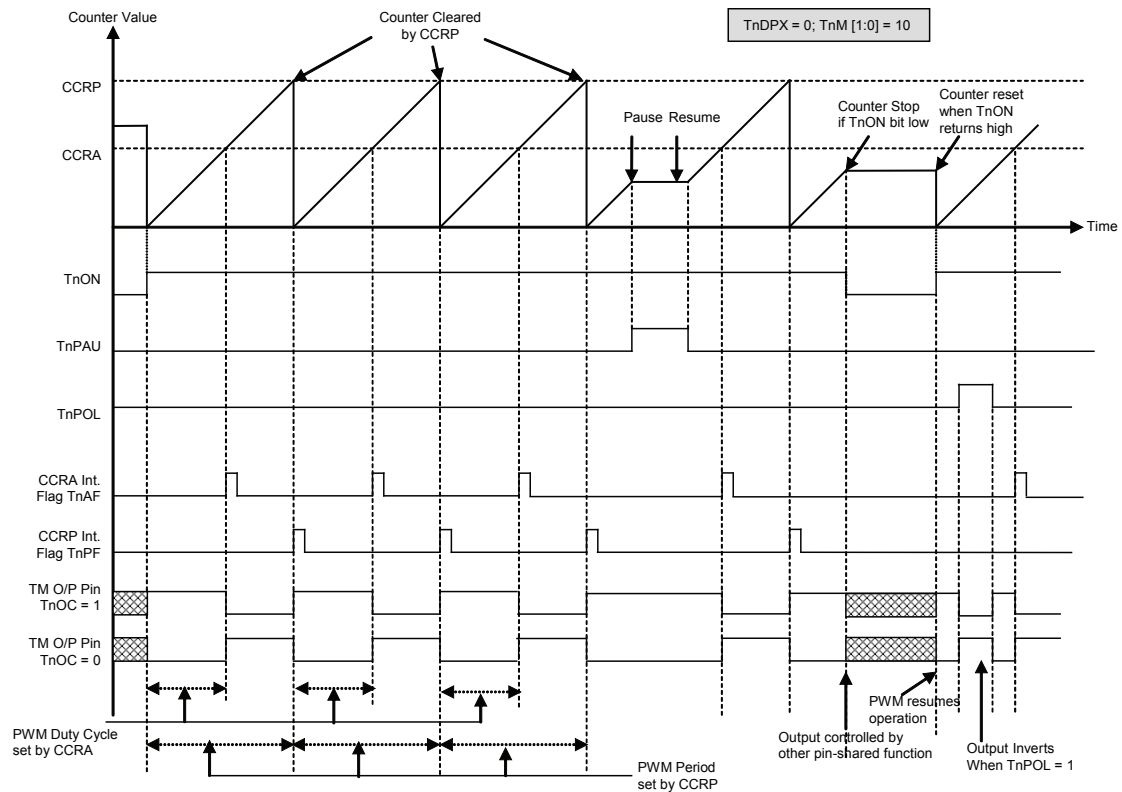 Counter Value
Counter Cleared
by CCRP
TnDPX = 0; TnM [1:0] = 10
CCRP
CCRA
Pause Resume
Counter Stop
if TnON bit low
Counter reset
when TnON
returns high
Time
TnON
TnPAU
TnPOL
CCRA Int.
Flag TnAF
CCRP Int.
Flag TnPF
TM O/P Pin
TnOC = 1
TM O/P Pin
TnOC = 0
PWM Duty Cycle
set by CCRA
PWM Period
set by CCRP
Output controlled by
other pin-shared function
PWM resumes
operation
Output Inverts
When TnPOL = 1